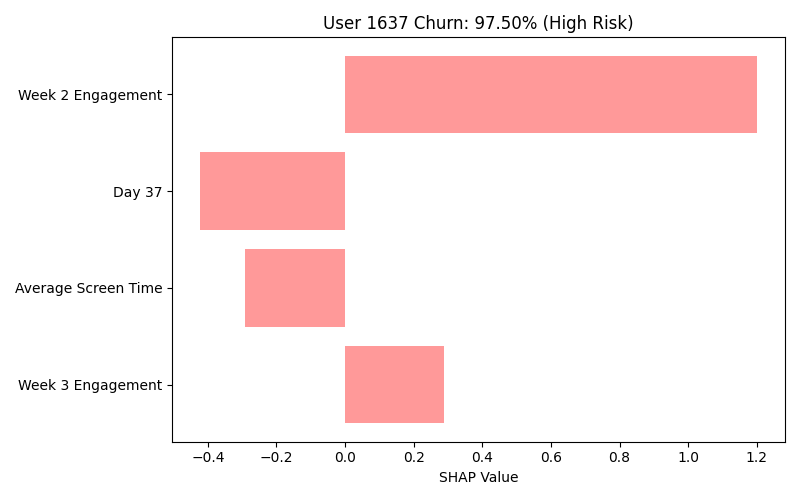 User 1637 Churn: 97.50% (High Risk)
Week 2 Engagement
Day 37
Average Screen Time
Week 3 Engagement
−0.4 −0.2 0.0 0.2 0.4 0.6 0.8 1.0 1.2
SHAP Value